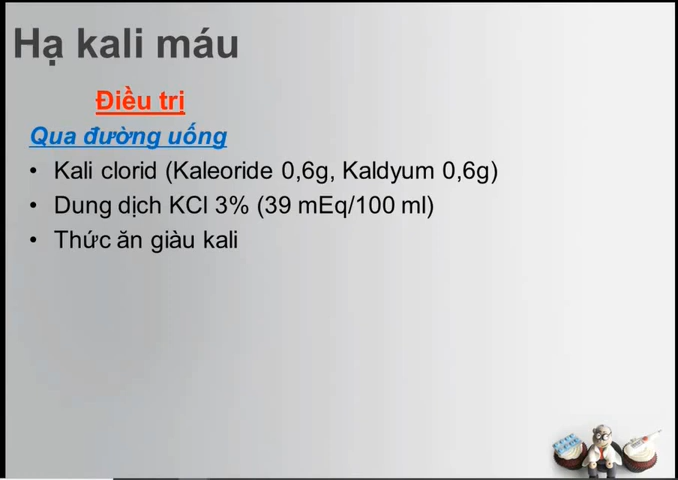 Hạ kali máu
Điều trị
Qua đường uống
• Kali clorid (Kaleoride 0,6g, Kaldyum 0,6g)
• Dung dịch KCl 3% (39 mEq/100 ml)
• Thức ăn giàu kali